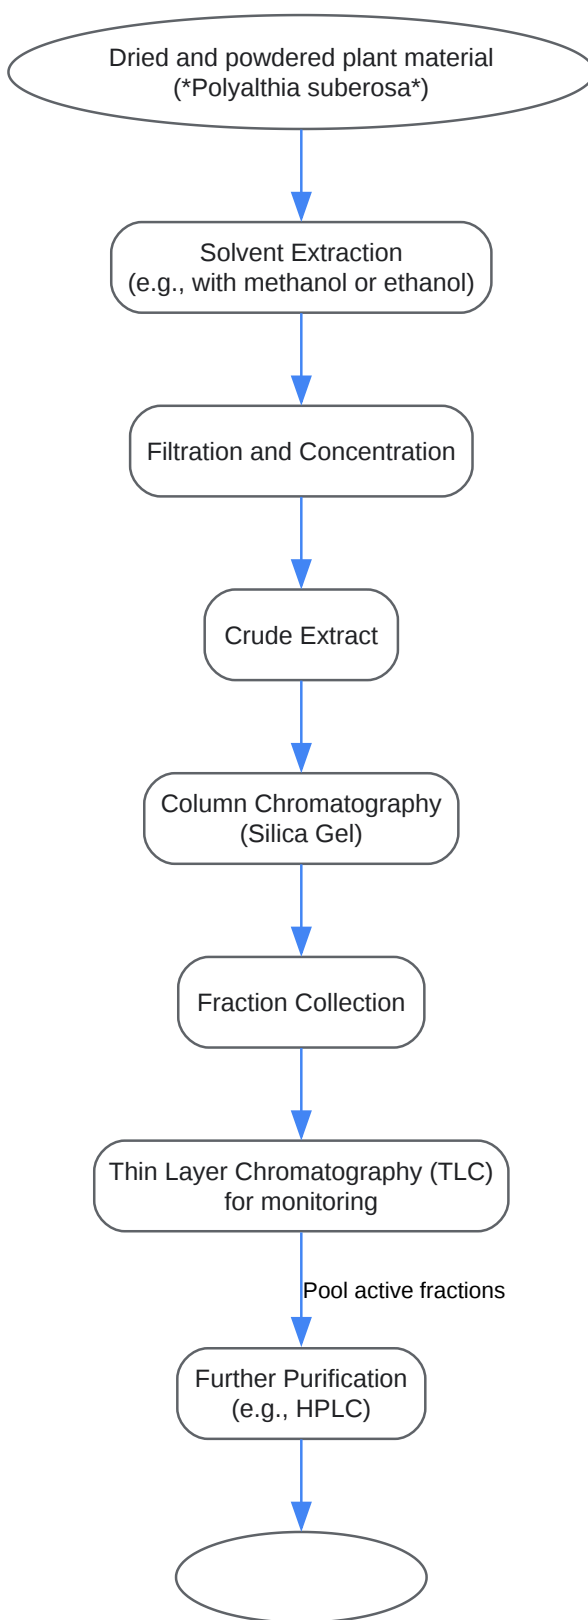 Dried and powdered plant material
(*Polyalthia suberosa*)
Solvent Extraction
(e.g., with methanol or ethanol)
Filtration and Concentration
Crude Extract
Column Chromatography
(Silica Gel)
Fraction Collection
Thin Layer Chromatography (TLC)
for monitoring
Pool active fractions
Further Purification
(e.g., HPLC)